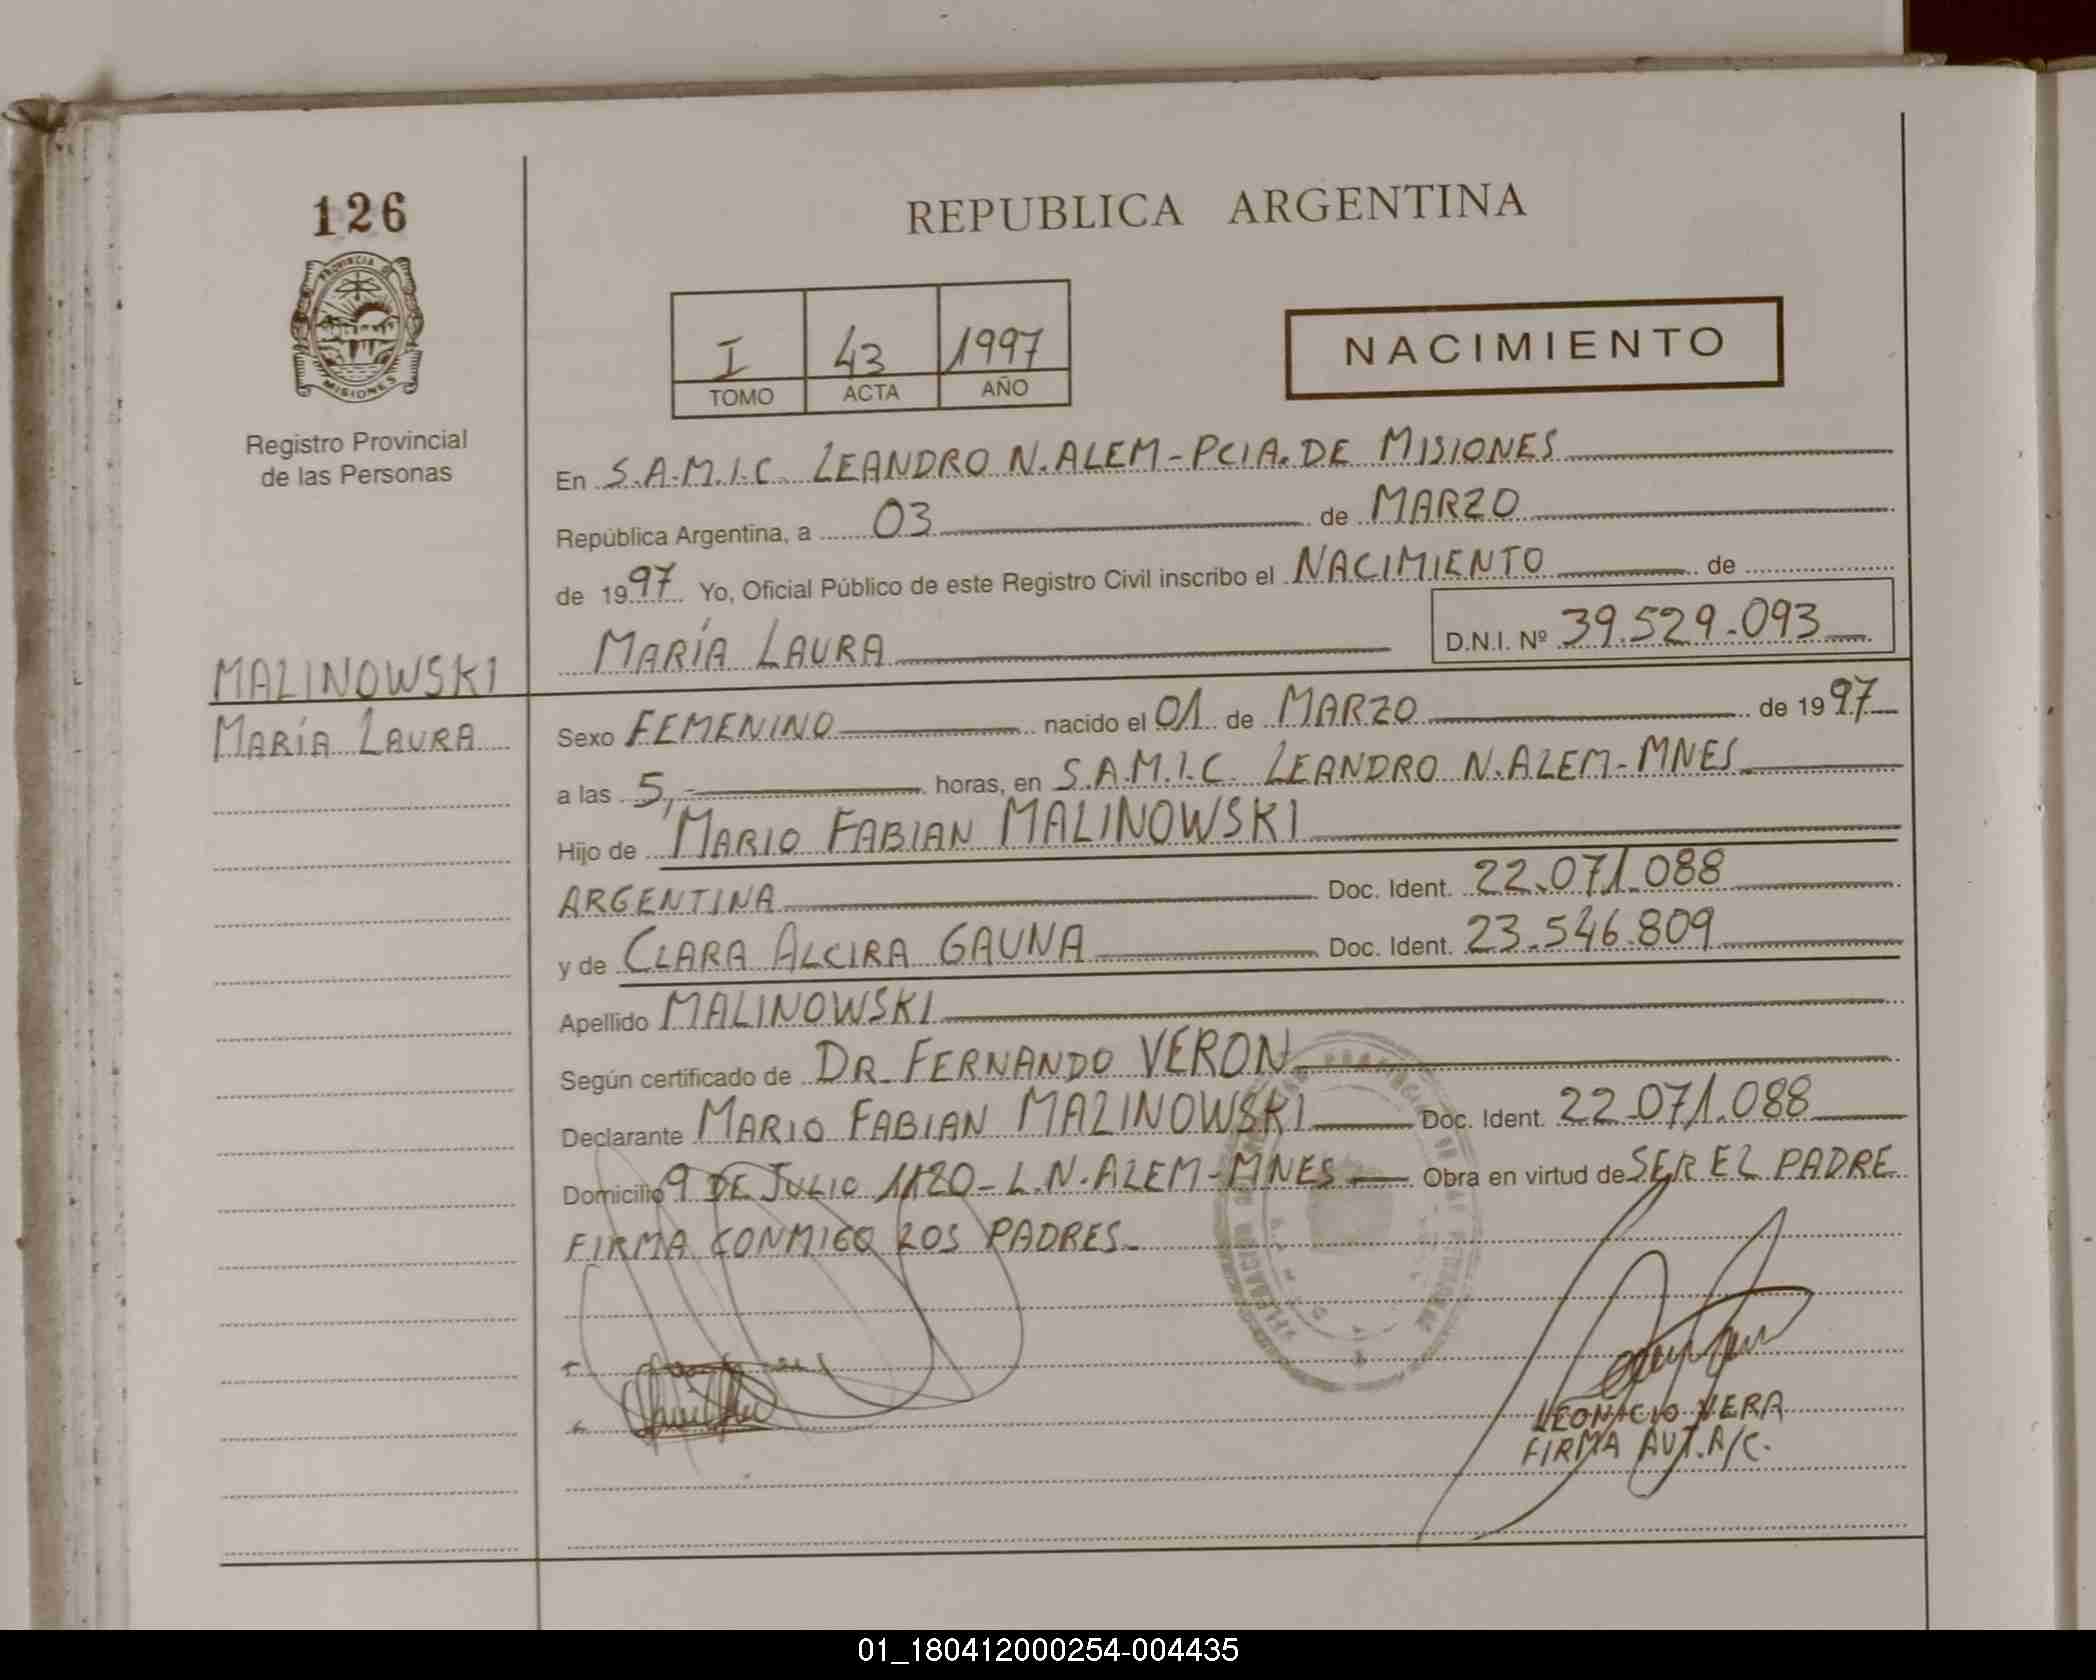 126
PROVINCIA DE
MISIONES
Registro Provincial
de las Personas
MALINOWSKI
MARÍA LAURA
REPUBLICA ARGENTINA
I 43 1997
TOMO ACTA AÑO
NACIMIENTO
En S.A.M.I.C. LEANDRO N. ALEM - PCIA. DE MISIONES
República Argentina, a 03 de MARZO
de 1997 Yo, Oficial Público de este Registro Civil inscribo el NACIMIENTO de
MARÍA LAURA D.N.I. Nº 39.529.093
Sexo FEMENINO nacido el 01 de MARZO de 1997
a las 5,- horas, en S.A.M.I.C. LEANDRO N. ALEM - MNES
Hijo de MARIO FABIAN MALINOWSKI
ARGENTINA Doc. Ident. 22.071.088
y de CLARA ALCIRA GAUNA Doc. Ident. 23.546.809
Apellido MALINOWSKI
Según certificado de DR. FERNANDO VERON
Declarante MARIO FABIAN MALINOWSKI Doc. Ident. 22.071.088
Domicilio 9 DE JULIO 1120 - L.N. ALEM - MNES Obra en virtud de SER EL PADRE
FIRMA CONMIGO LOS PADRES.
VERA
FIRMA AUT. A/C.
01_180412000254-004435